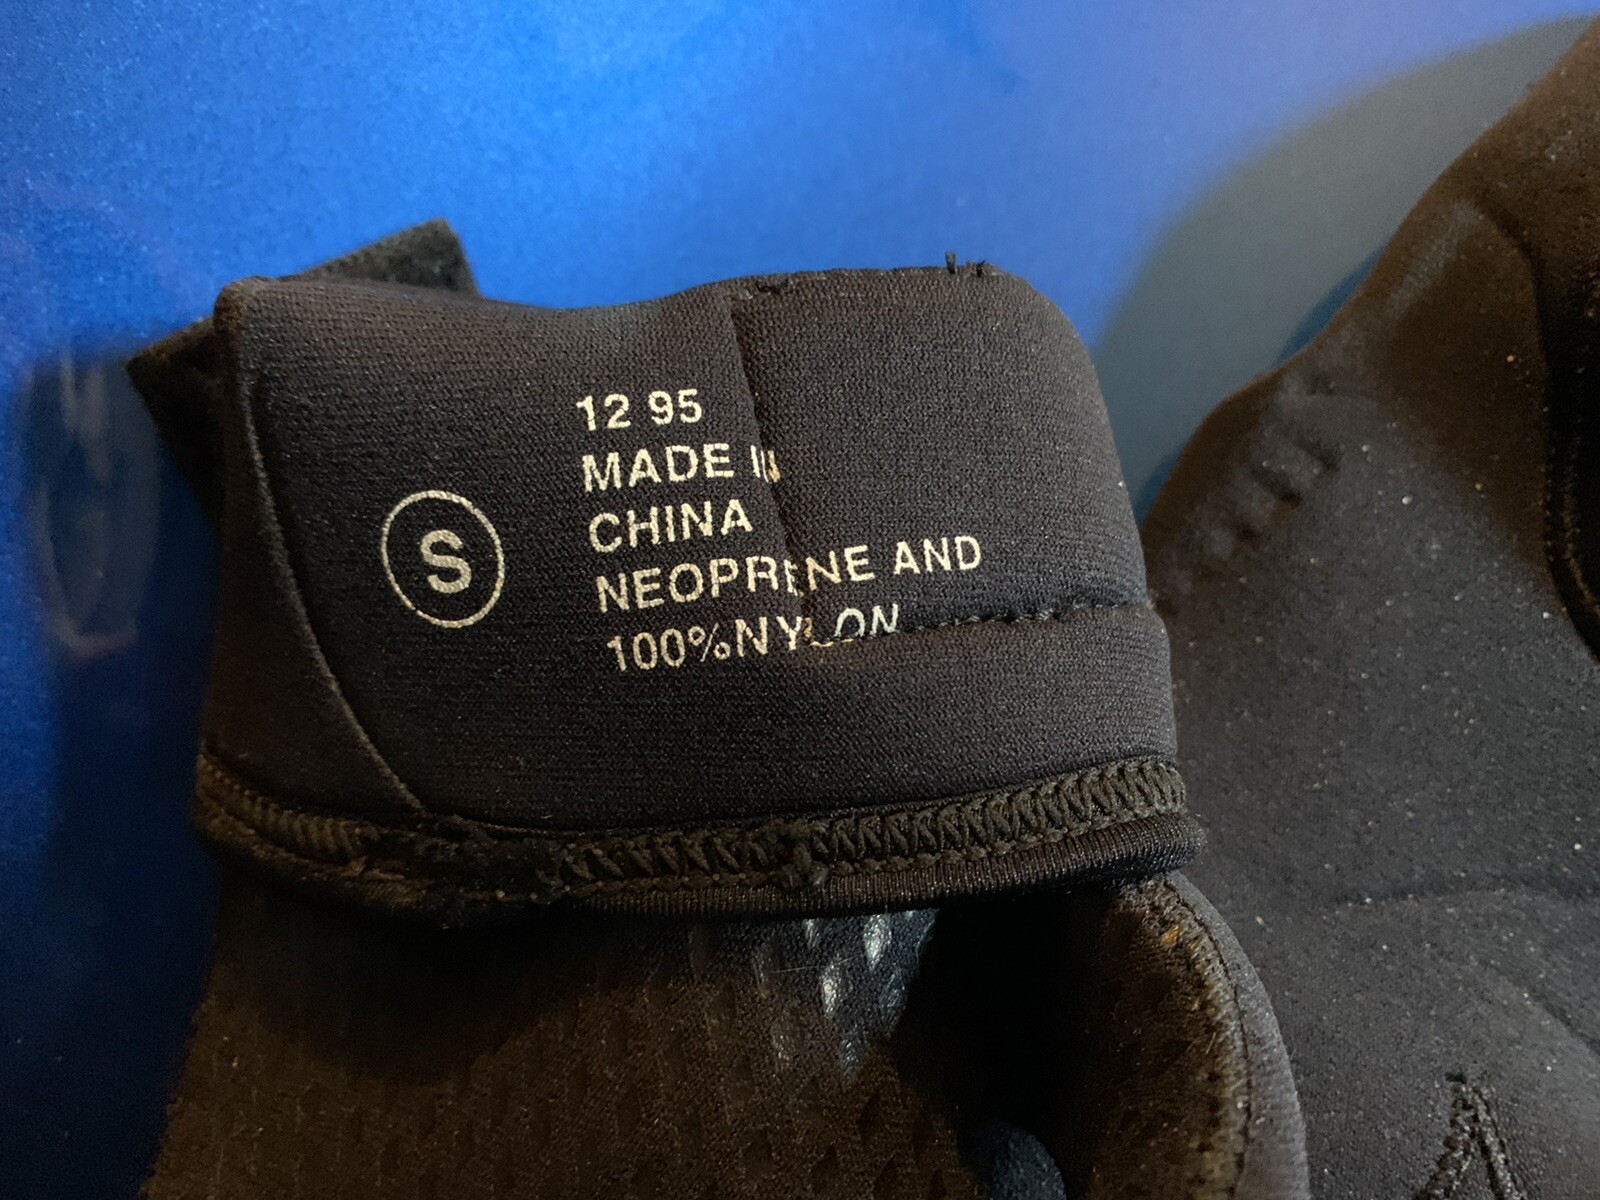 S
12 95
MADE IN
CHINA
NEOPRENE AND
100%NYLON